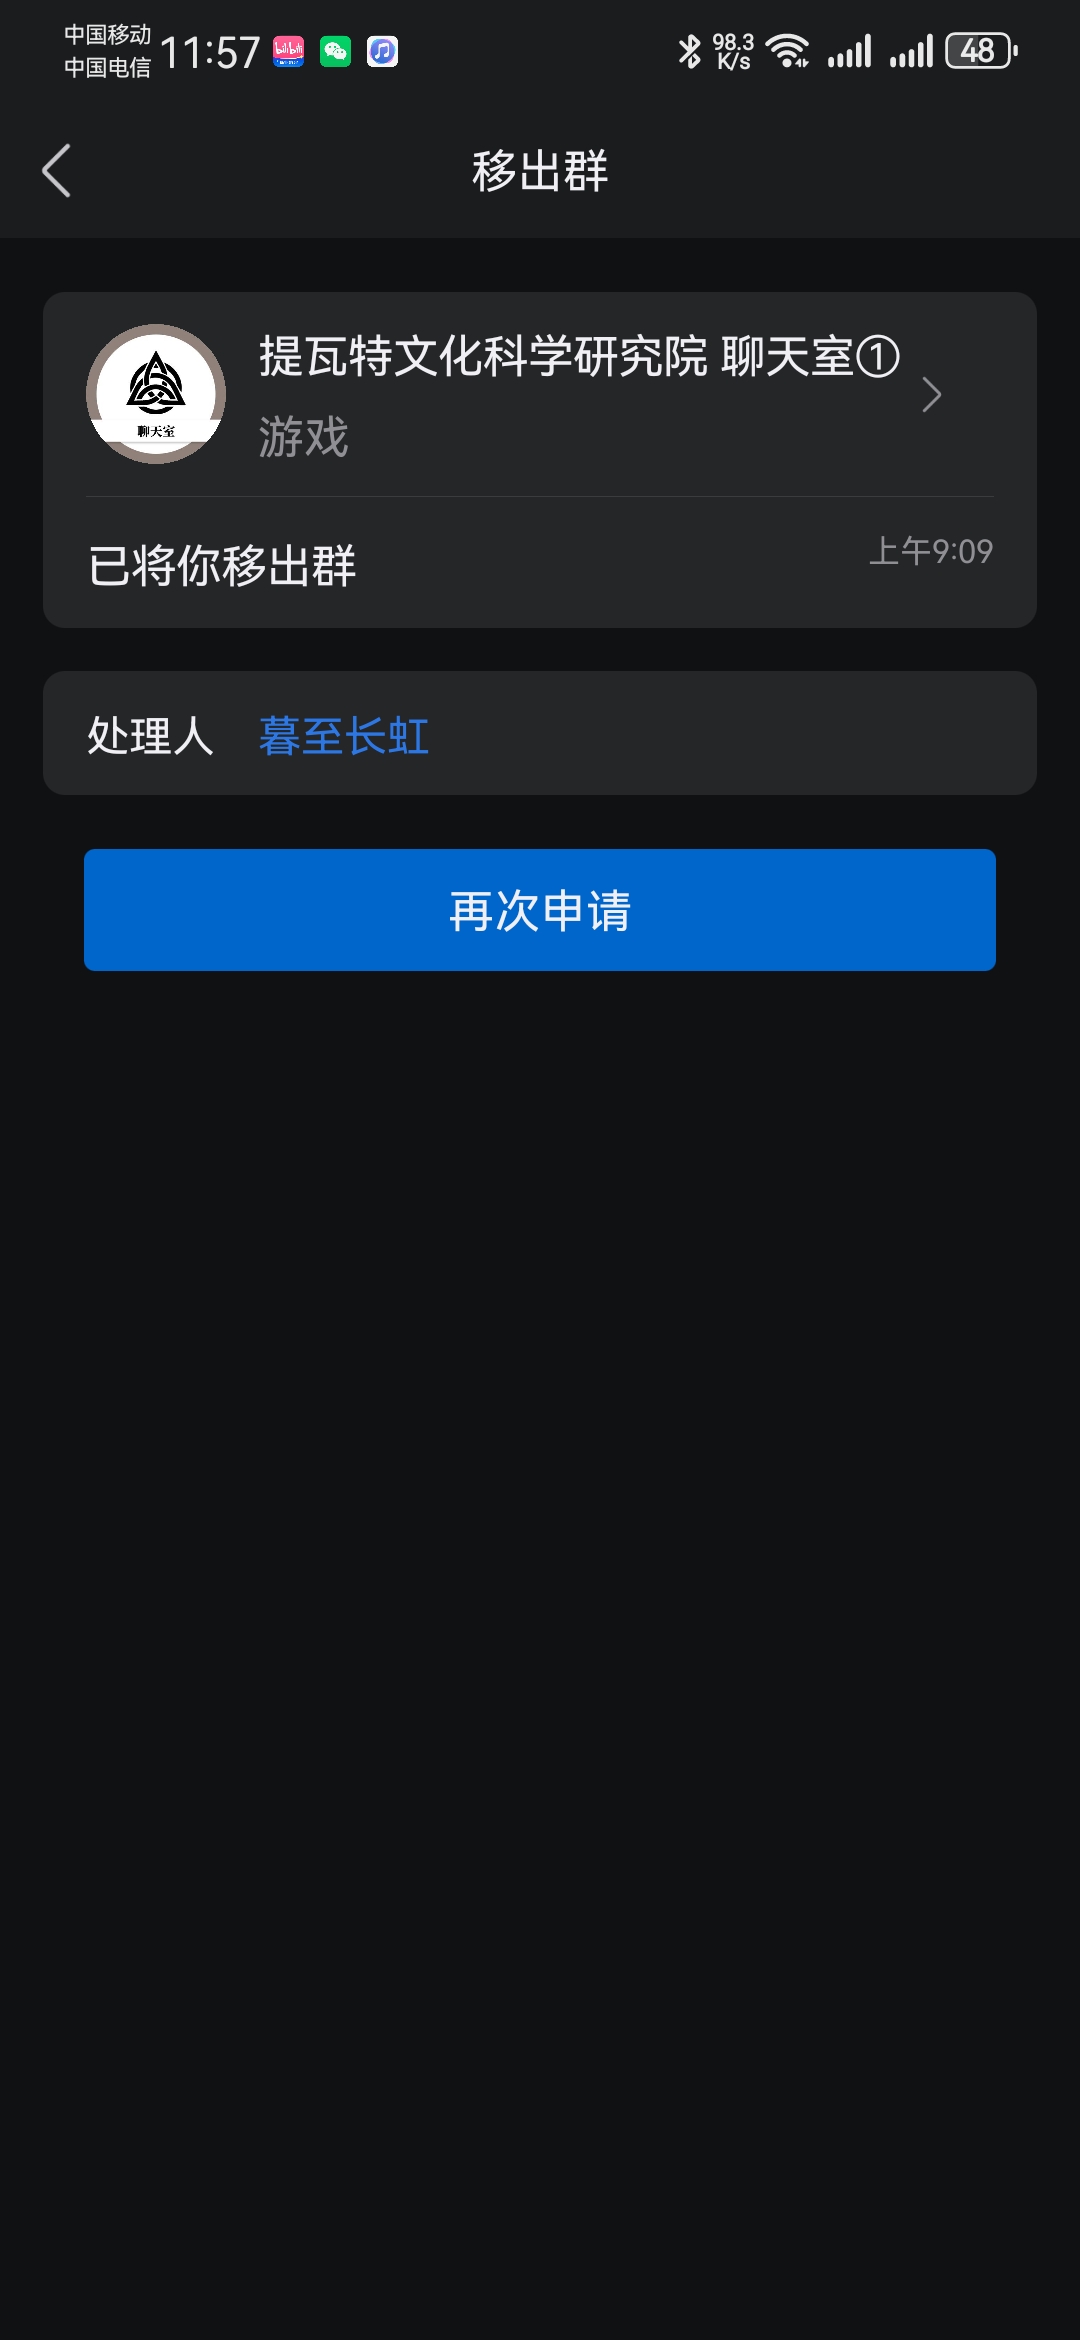 中国移动
中国电信
11:57
bilibili
98.3
K/s
48
移出群
提瓦特文化科学研究院 聊天室①
聊天室
游戏
已将你移出群
上午9:09
处理人 暮至长虹
再次申请